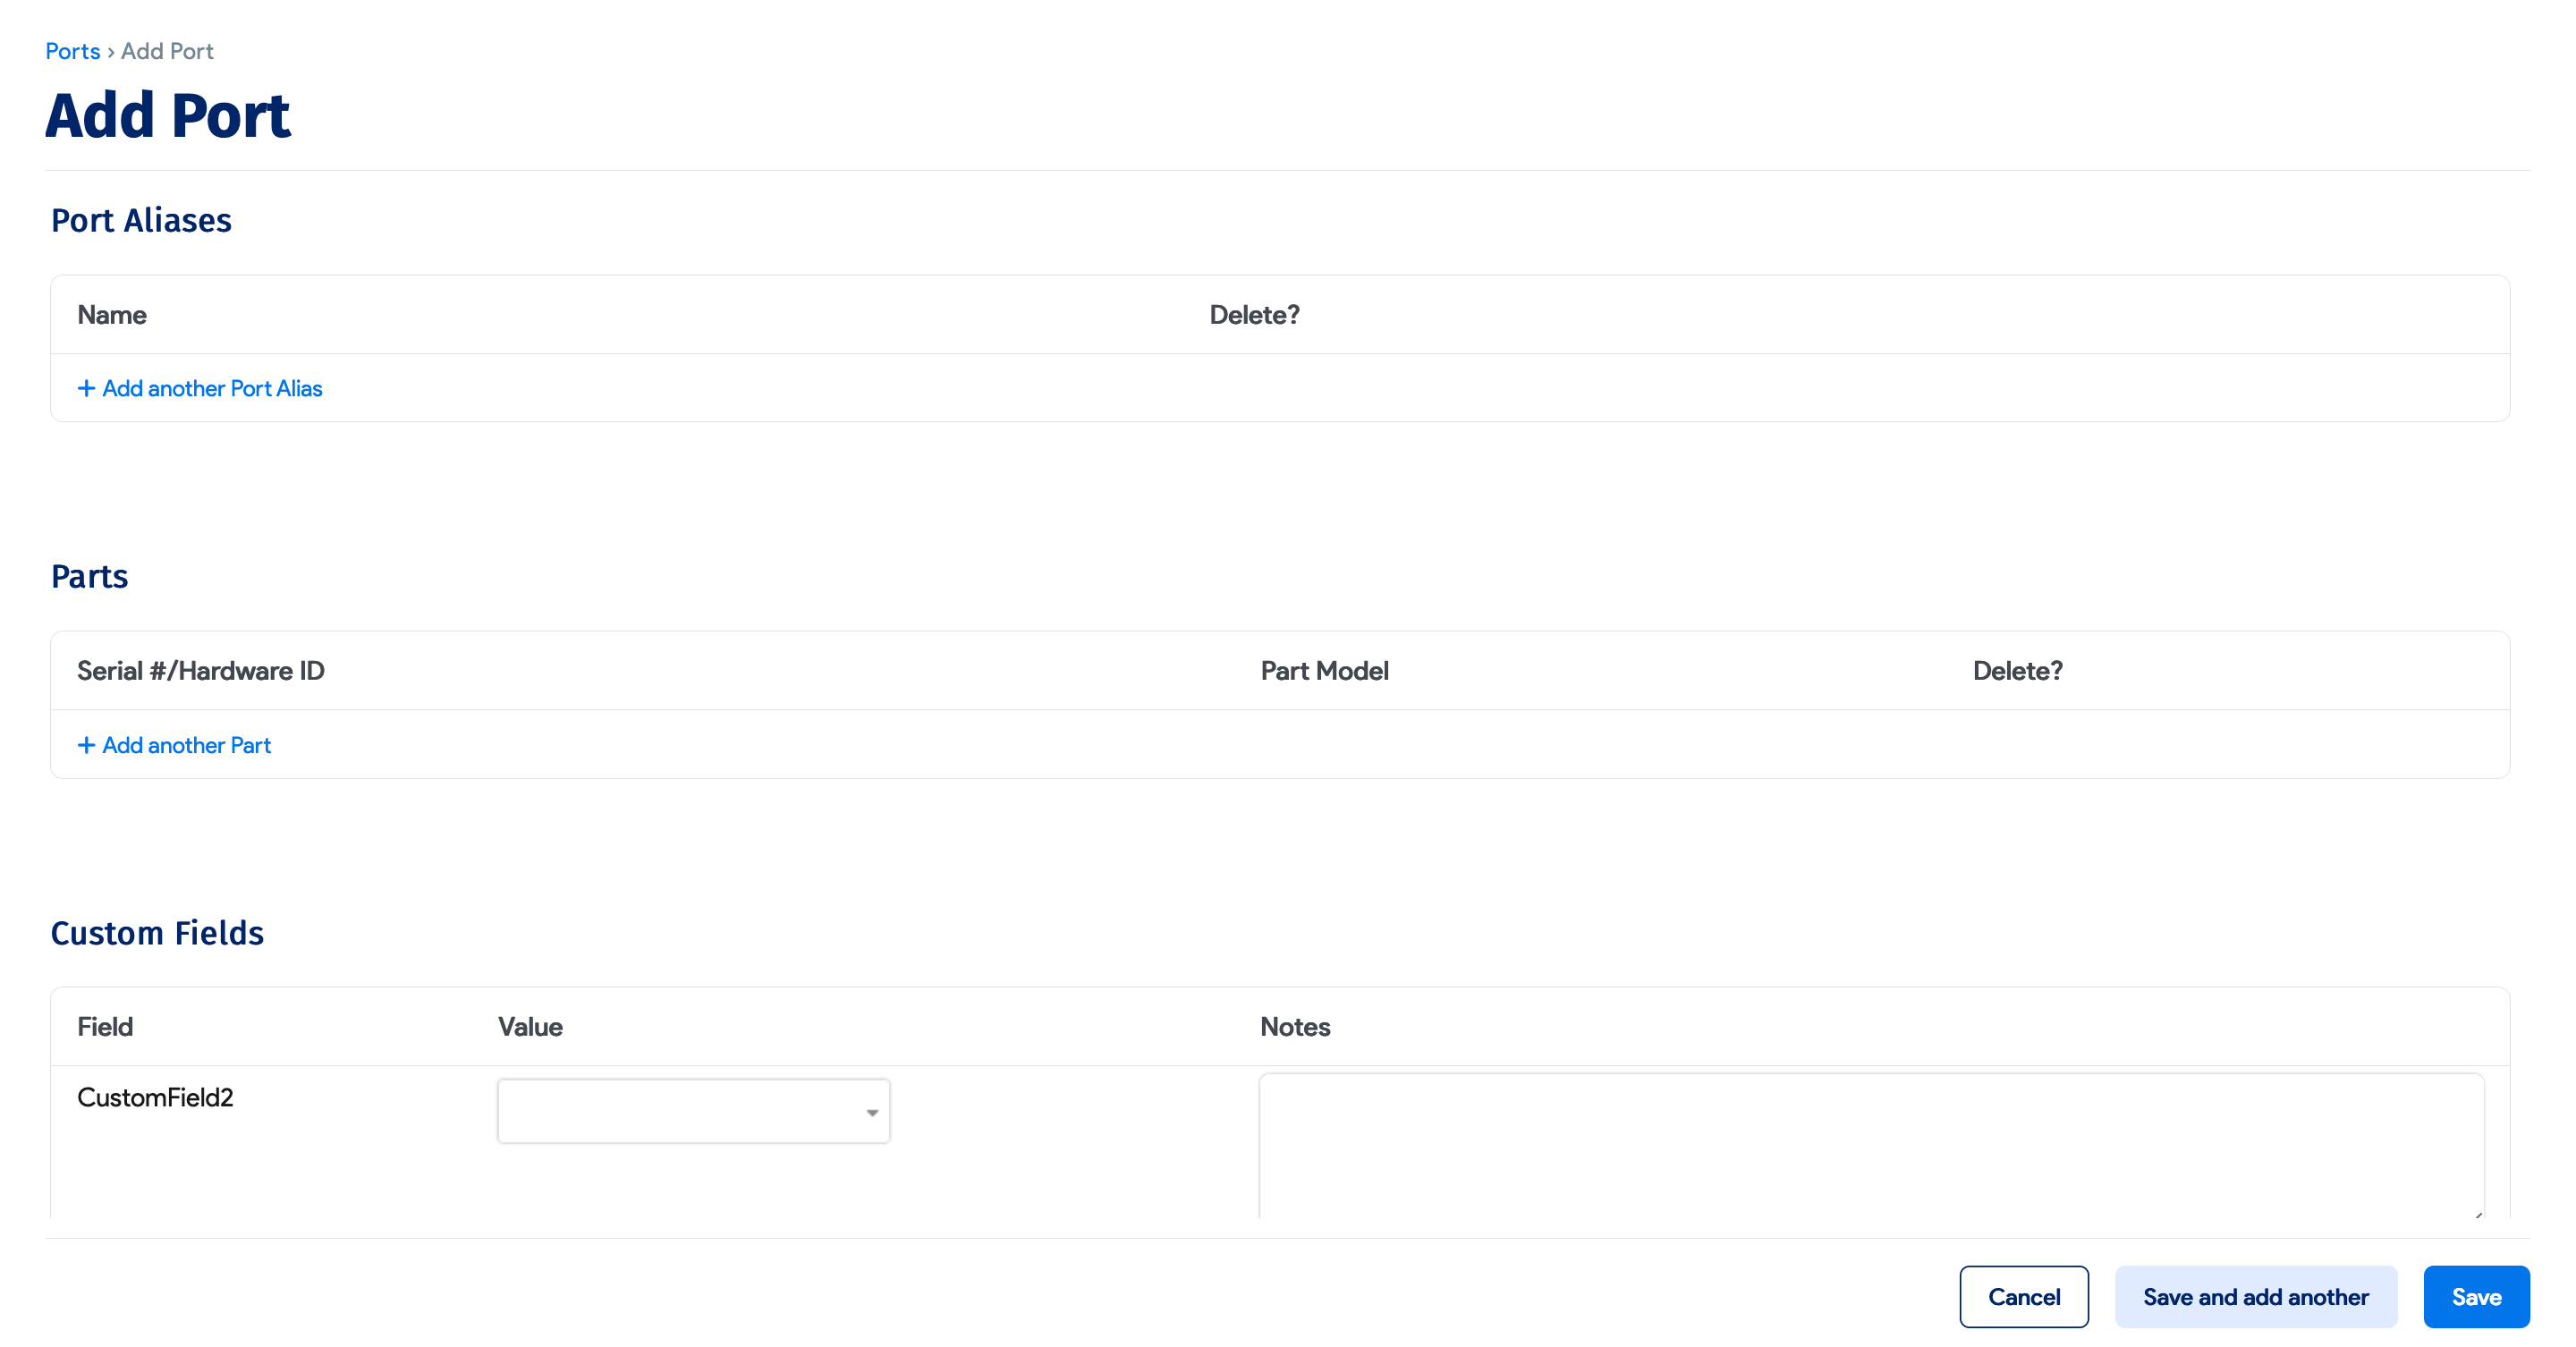 Ports › Add Port
Add Port
Port Aliases
Name Delete?
+ Add another Port Alias
Parts
Serial #/Hardware ID Part Model Delete?
+ Add another Part
Custom Fields
Field Value Notes
CustomField2
Cancel Save and add another Save